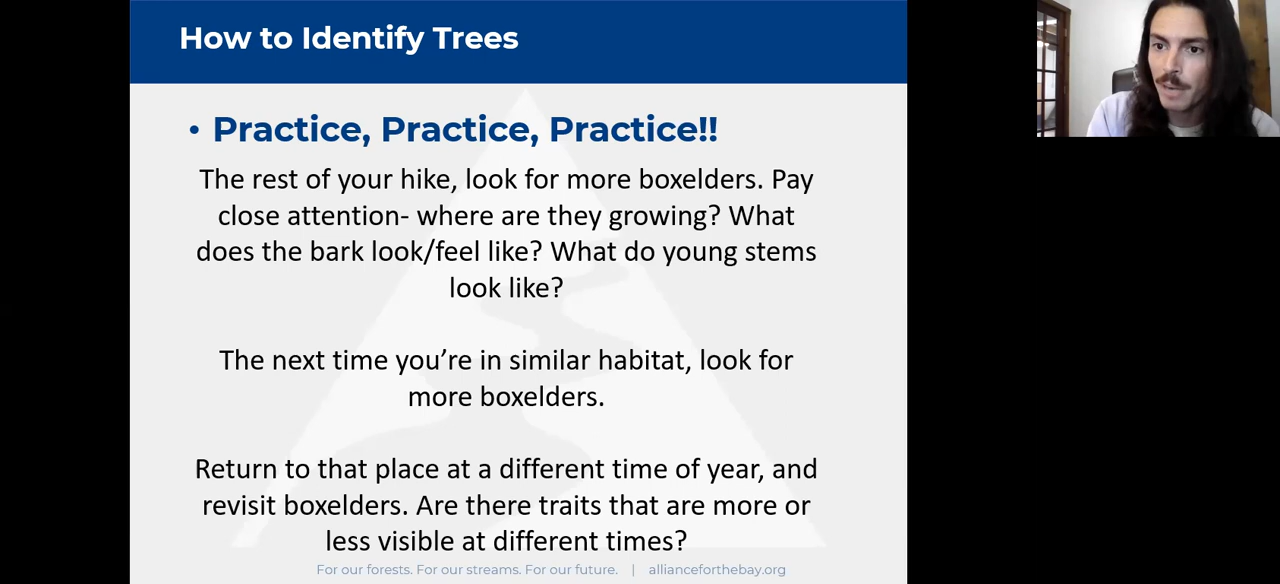 How to Identify Trees
• Practice, Practice, Practice!!
The rest of your hike, look for more boxelders. Pay
close attention- where are they growing? What
does the bark look/feel like? What do young stems
look like?
The next time you’re in similar habitat, look for
more boxelders.
Return to that place at a different time of year, and
revisit boxelders. Are there traits that are more or
less visible at different times?
For our forests. For our streams. For our future. | allianceforthebay.org